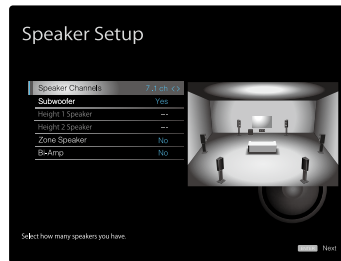 Speaker Setup
Speaker Channels 7.1 ch < >
Subwoofer Yes
Height 1 Speaker ---
Height 2 Speaker ---
Zone Speaker No
Bi-Amp No
Select how many speakers you have.
Next